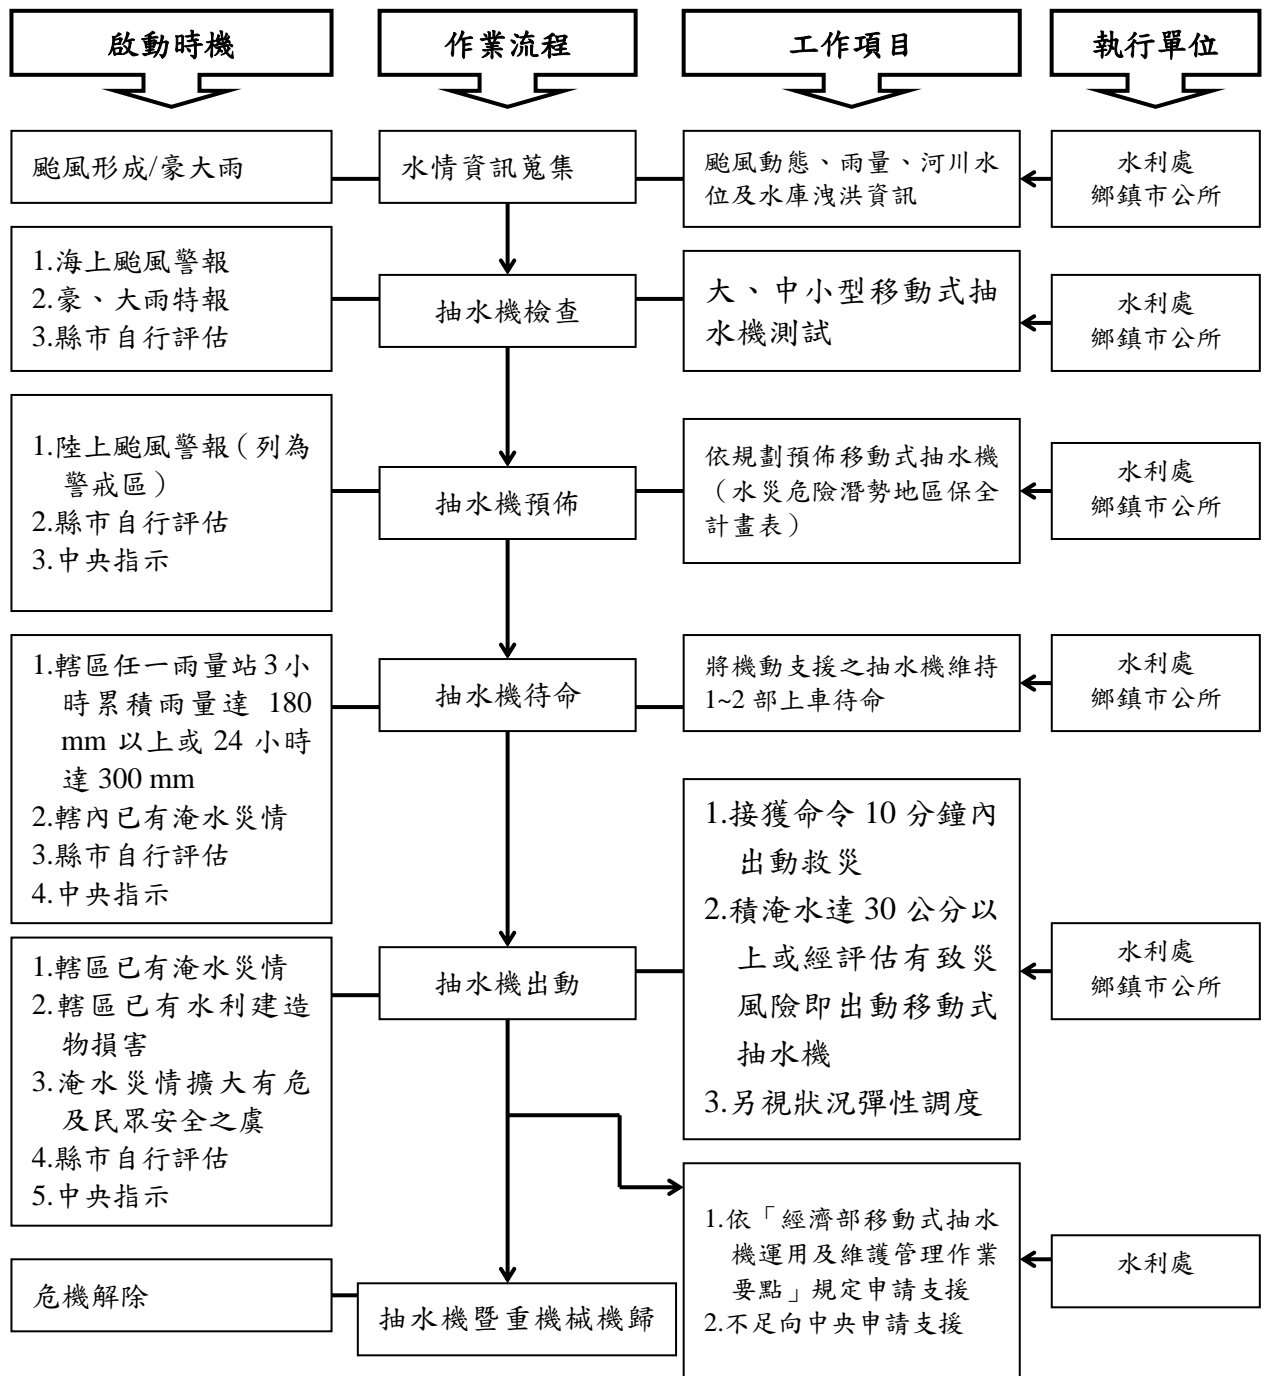 啟動時機
作業流程
工作項目
執行單位
颱風形成/豪大雨
水情資訊蒐集
颱風動態、雨量、河川水
位及水庫洩洪資訊
水利處
鄉鎮市公所
1.海上颱風警報
2.豪、大雨特報
3.縣市自行評估
抽水機檢查
大、中小型移動式抽
水機測試
水利處
鄉鎮市公所
1.陸上颱風警報（列為
警戒區）
2.縣市自行評估
3.中央指示
抽水機預佈
依規劃預佈移動式抽水機
（水災危險潛勢地區保全
計畫表）
水利處
鄉鎮市公所
1.轄區任一雨量站3小
時累積雨量達 180
mm 以上或 24 小時
達 300 mm
2.轄內已有淹水災情
3.縣市自行評估
4.中央指示
抽水機待命
將機動支援之抽水機維持
1~2 部上車待命
水利處
鄉鎮市公所
1.轄區已有淹水災情
2.轄區已有水利建造
物損害
3.淹水災情擴大有危
及民眾安全之虞
4.縣市自行評估
5.中央指示
抽水機出動
1.接獲命令 10 分鐘內
出動救災
2.積淹水達 30 公分以
上或經評估有致災
風險即出動移動式
抽水機
3.另視狀況彈性調度
水利處
鄉鎮市公所
1.依「經濟部移動式抽水
機運用及維護管理作業
要點」規定申請支援
2.不足向中央申請支援
水利處
危機解除
抽水機暨重機械機歸